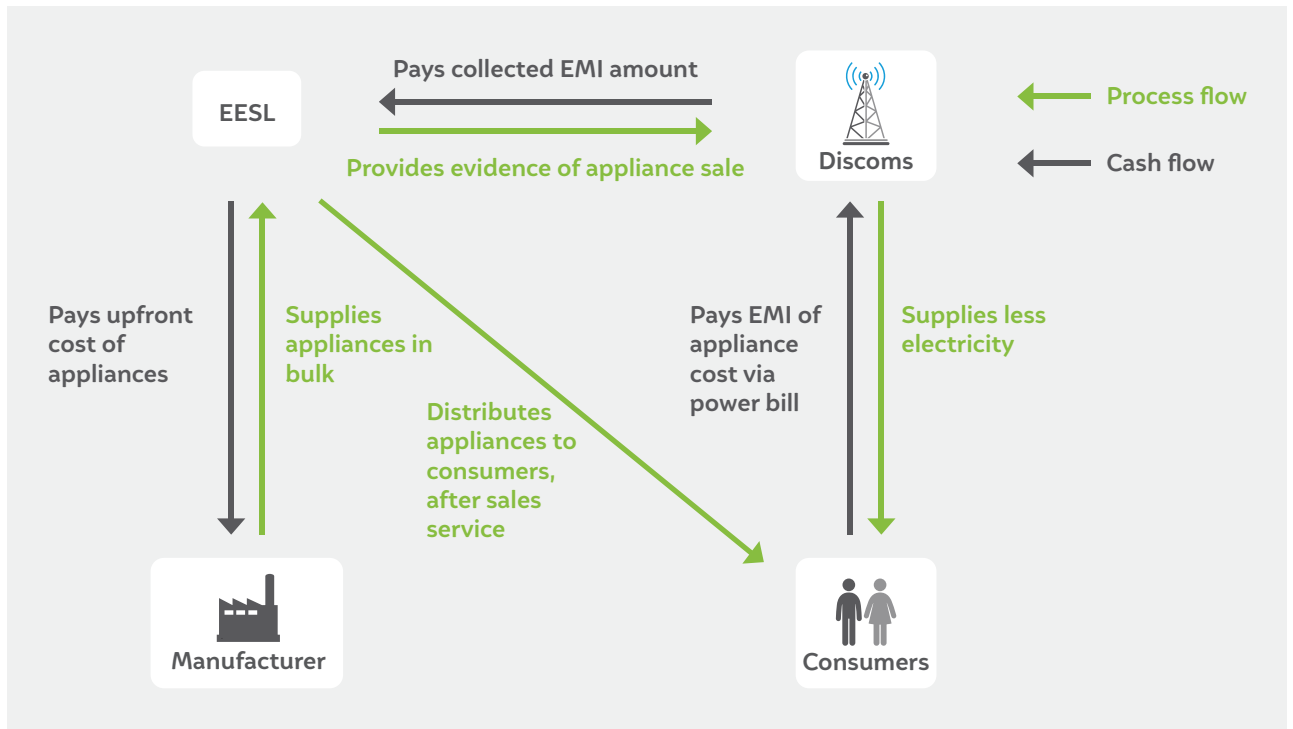 Pays collected EMI amount
EESL
Provides evidence of appliance sale
Discoms
Process flow
Cash flow
Pays upfront
cost of
appliances
Supplies
appliances in
bulk
Distributes
appliances to
consumers,
after sales
service
Pays EMI of
appliance
cost via
power bill
Supplies less
electricity
Manufacturer
Consumers